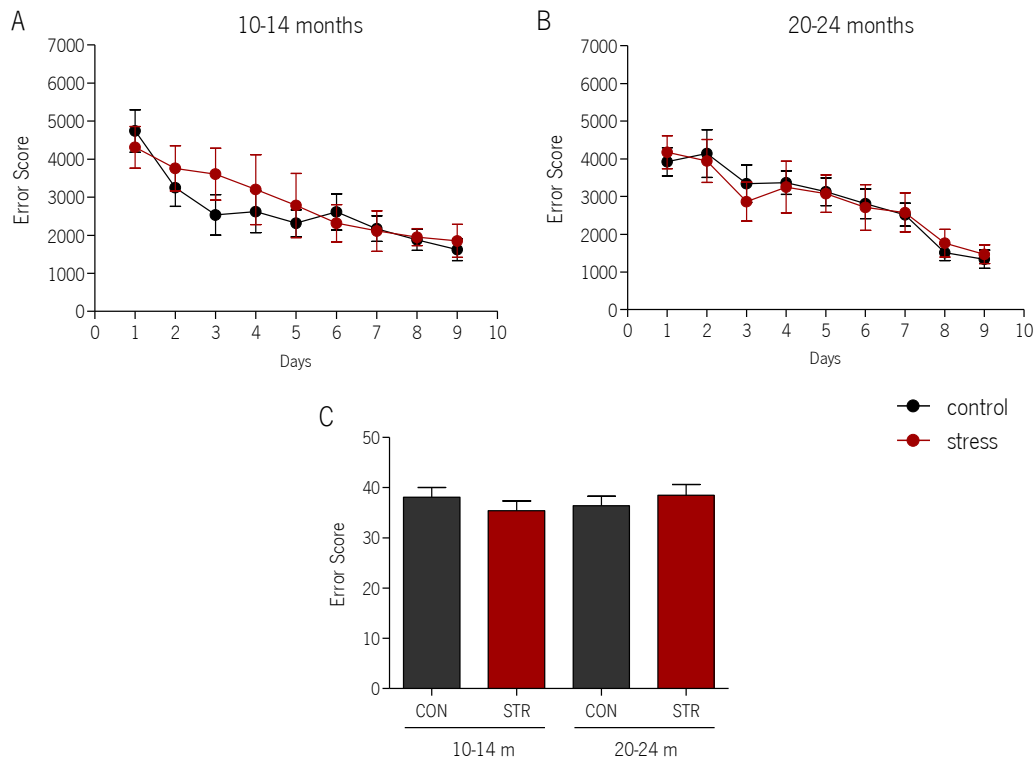 A
10-14 months
7000
6000
5000
4000
3000
2000
1000
0
Error Score
0 1 2 3 4 5 6 7 8 9 10
Days
B
20-24 months
7000
6000
5000
4000
3000
2000
1000
0
Error Score
0 1 2 3 4 5 6 7 8 9 10
Days
control
stress
C
50
40
30
20
10
0
Error Score
CON STR CON STR
10-14 m 20-24 m